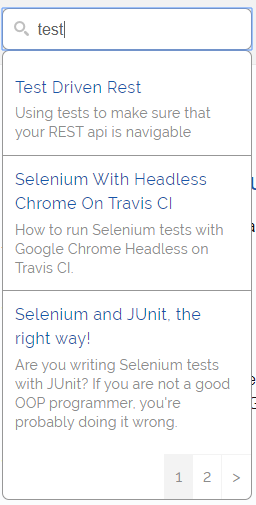 test
Test Driven Rest
Using tests to make sure that
your REST api is navigable
Selenium With Headless
Chrome On Travis CI
How to run Selenium tests with
Google Chrome Headless on
Travis CI.
Selenium and JUnit, the
right way!
Are you writing Selenium tests
with JUnit? If you are not a good
OOP programmer, you're
probably doing it wrong.
1 2 >